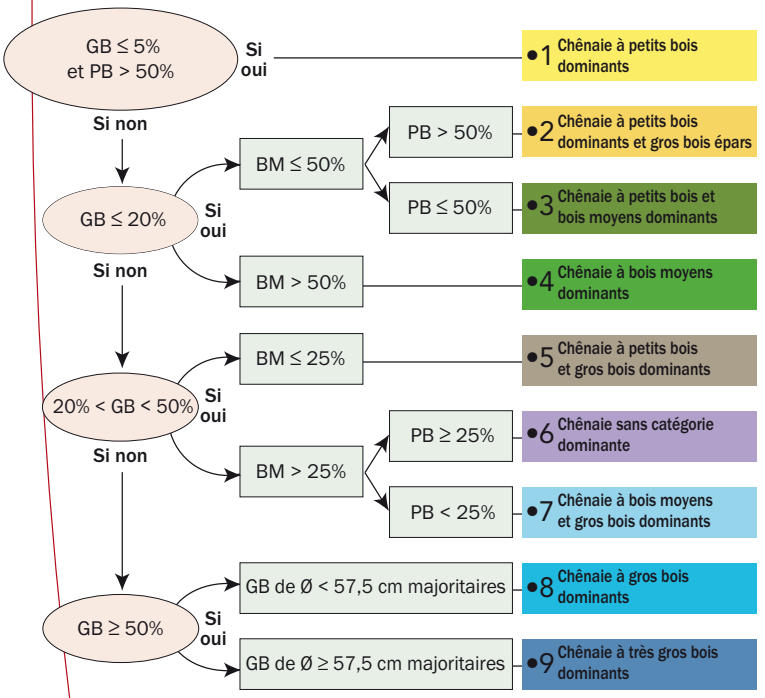 GB ≤ 5%
et PB > 50%
Si
oui
•1 Chênaie à petits bois
dominants
Si non
GB ≤ 20%
Si
oui
BM ≤ 50%
PB > 50%
•2 Chênaie à petits bois
dominants et gros bois épars
PB ≤ 50%
•3 Chênaie à petits bois et
bois moyens dominants
BM > 50%
•4 Chênaie à bois moyens
dominants
Si non
20% < GB < 50%
Si
oui
BM ≤ 25%
•5 Chênaie à petits bois
et gros bois dominants
BM > 25%
PB ≥ 25%
•6 Chênaie sans catégorie
dominante
PB < 25%
•7 Chênaie à bois moyens
et gros bois dominants
Si non
GB ≥ 50%
Si
oui
GB de Ø < 57,5 cm majoritaires
•8 Chênaie à gros bois
dominants
GB de Ø ≥ 57,5 cm majoritaires
•9 Chênaie à très gros bois
dominants